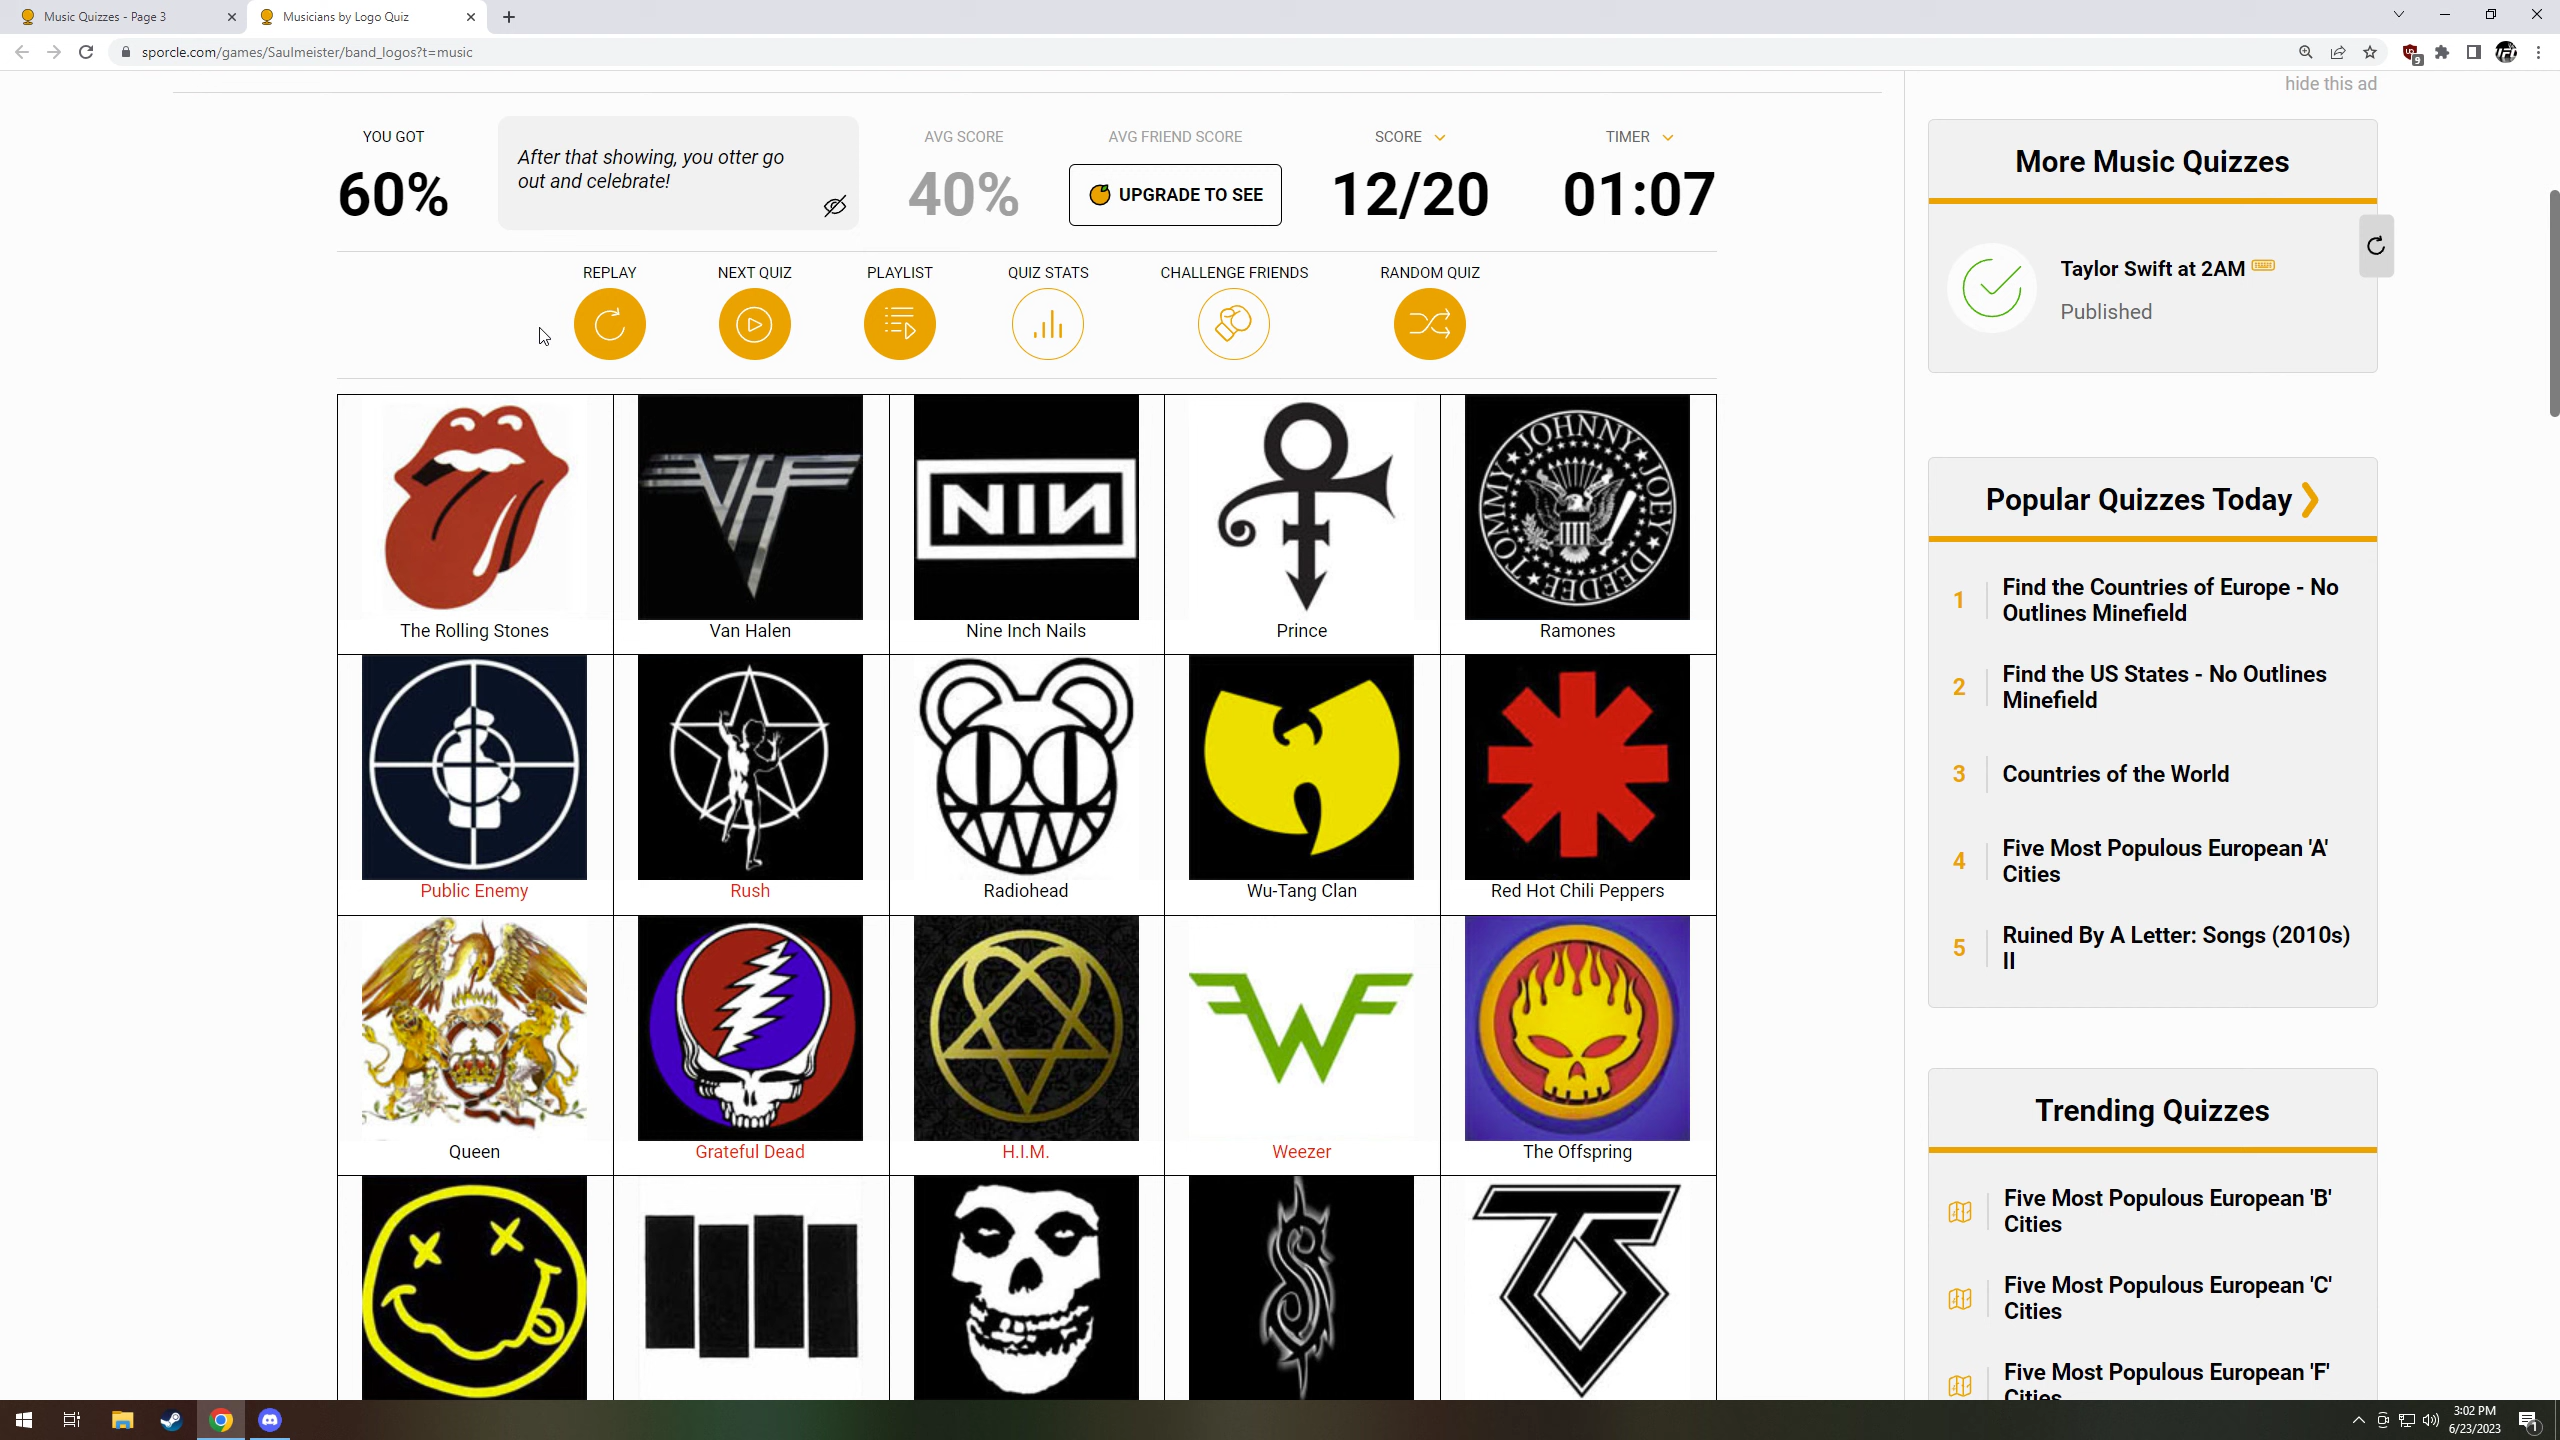 Music Quizzes - Page 3
Musicians by Logo Quiz
sporcle.com/games/Saulmeister/band_logos?t=music
9
hide this ad
YOU GOT
60%
After that showing, you otter go
out and celebrate!
AVG SCORE
40%
AVG FRIEND SCORE
UPGRADE TO SEE
SCORE
12/20
TIMER
01:07
REPLAY
NEXT QUIZ
PLAYLIST
QUIZ STATS
CHALLENGE FRIENDS
RANDOM QUIZ
VH
NIN
JOHNNY JOEY DEEDEE TOMMY
The Rolling Stones
Van Halen
Nine Inch Nails
Prince
Ramones
Public Enemy
Rush
Radiohead
Wu-Tang Clan
Red Hot Chili Peppers
W
Queen
Grateful Dead
H.I.M.
Weezer
The Offspring
S
TS
More Music Quizzes
Taylor Swift at 2AM
Published
Popular Quizzes Today
1
Find the Countries of Europe - No
Outlines Minefield
2
Find the US States - No Outlines
Minefield
3
Countries of the World
4
Five Most Populous European 'A'
Cities
5
Ruined By A Letter: Songs (2010s)
II
Trending Quizzes
Five Most Populous European 'B'
Cities
Five Most Populous European 'C'
Cities
Five Most Populous European 'F'
Cities
3:02 PM
6/23/2023
1